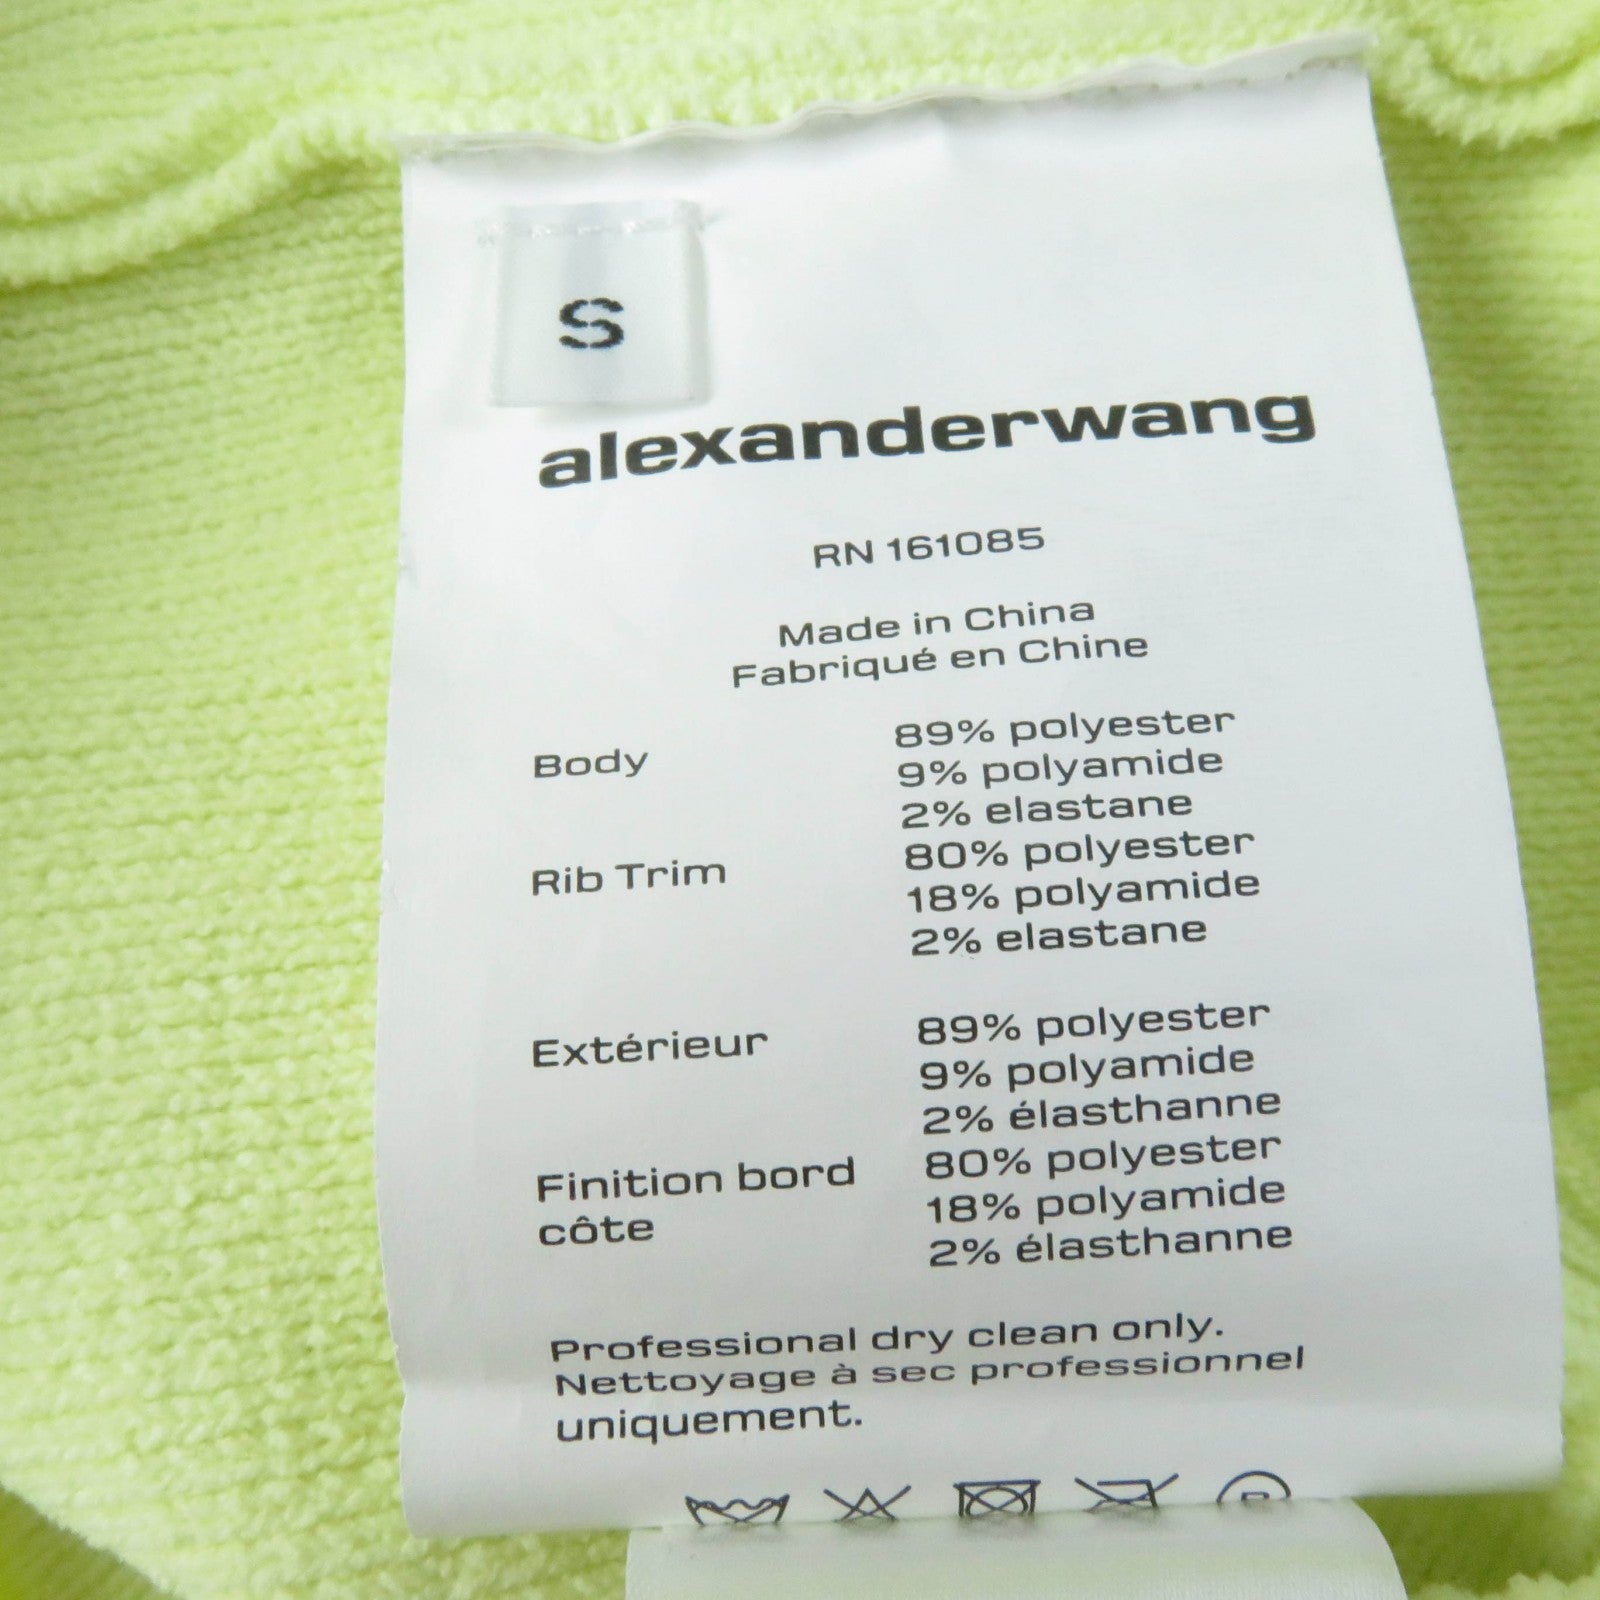 S
alexanderwang
RN 161085
Made in China
Fabriqué en Chine
Body
89% polyester
9% polyamide
2% elastane
Rib Trim
80% polyester
18% polyamide
2% elastane
Extérieur
89% polyester
9% polyamide
2% élasthanne
Finition bord
côte
80% polyester
18% polyamide
2% élasthanne
Professional dry clean only.
Nettoyage à sec professionnel
uniquement.